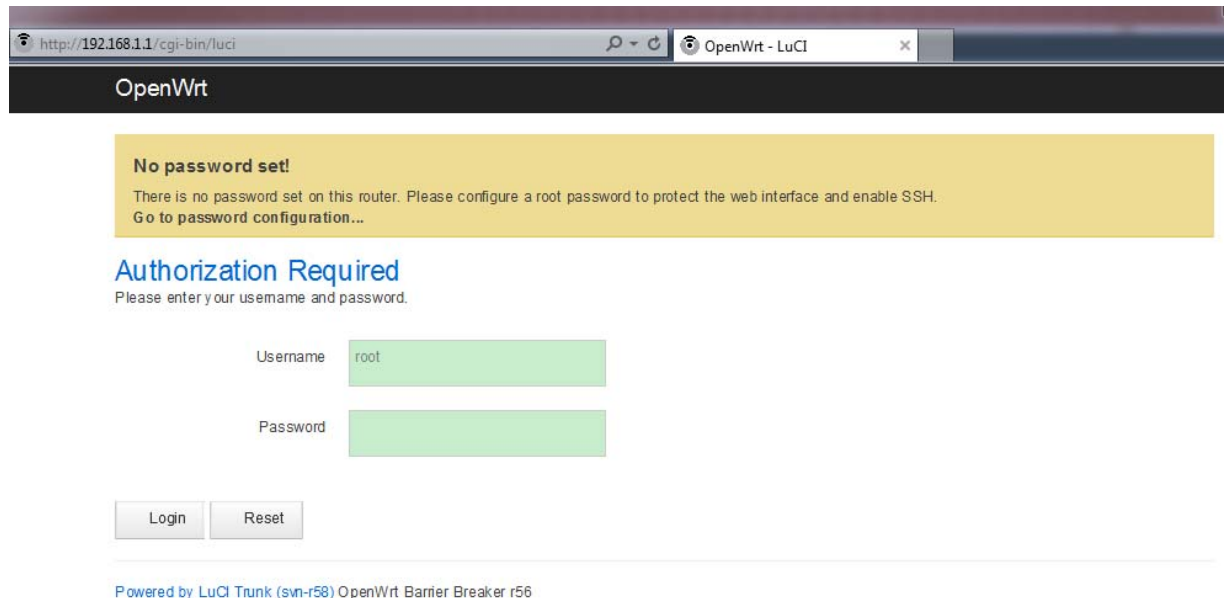 http://192.168.1.1/cgi-bin/luci
OpenWrt - LuCI
OpenWrt
No password set!
There is no password set on this router. Please configure a root password to protect the web interface and enable SSH.
Go to password configuration...
Authorization Required
Please enter your username and password.
Username root
Password
Login Reset
Powered by LuCI Trunk (svn-r58) OpenWrt Barrier Breaker r56